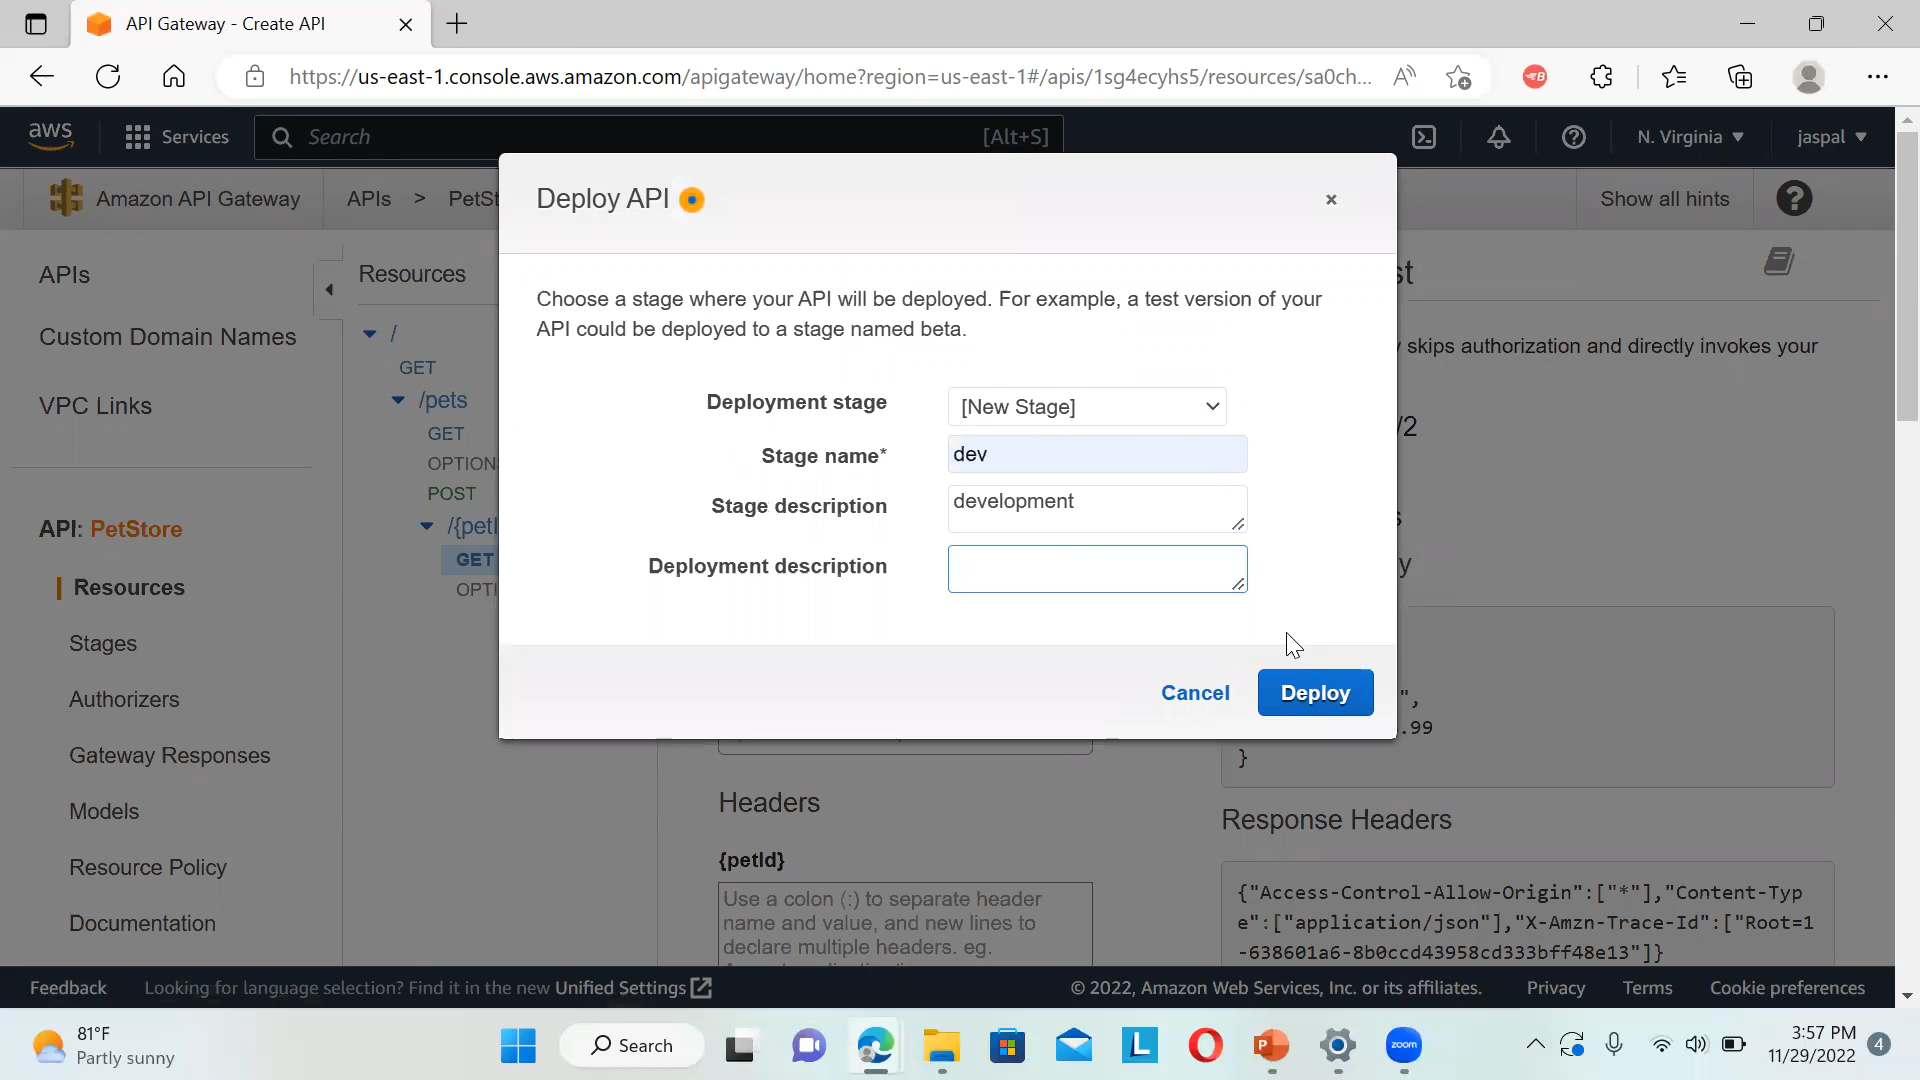 API Gateway - Create API
https://us-east-1.console.aws.amazon.com/apigateway/home?region=us-east-1#/apis/1sg4ecyhs5/resources/sa0ch...
aws
Services
Search
[Alt+S]
N. Virginia
jaspal
Amazon API Gateway
APIs > PetSt
Show all hints
Deploy API
APIs
Custom Domain Names
VPC Links
API: PetStore
Resources
Stages
Authorizers
Gateway Responses
Models
Resource Policy
Documentation
Resources
/
GET
/pets
GET
OPTION
POST
/{petI
GET
OPTI
Choose a stage where your API will be deployed. For example, a test version of your
API could be deployed to a stage named beta.
Deployment stage
[New Stage]
Stage name*
dev
Stage description
development
Deployment description
Cancel
Deploy
st
skips authorization and directly invokes your
/2
s
y
",
.99
}
Headers
{petId}
Use a colon (:) to separate header
name and value, and new lines to
declare multiple headers. eg.
Response Headers
{"Access-Control-Allow-Origin":["*"],"Content-Typ
e":["application/json"],"X-Amzn-Trace-Id":["Root=1
-638601a6-8b0ccd43958cd333bff48e13"]}
Feedback
Looking for language selection? Find it in the new Unified Settings
© 2022, Amazon Web Services, Inc. or its affiliates.
Privacy
Terms
Cookie preferences
81°F
Partly sunny
Search
L
P
zoom
3:57 PM
11/29/2022
4